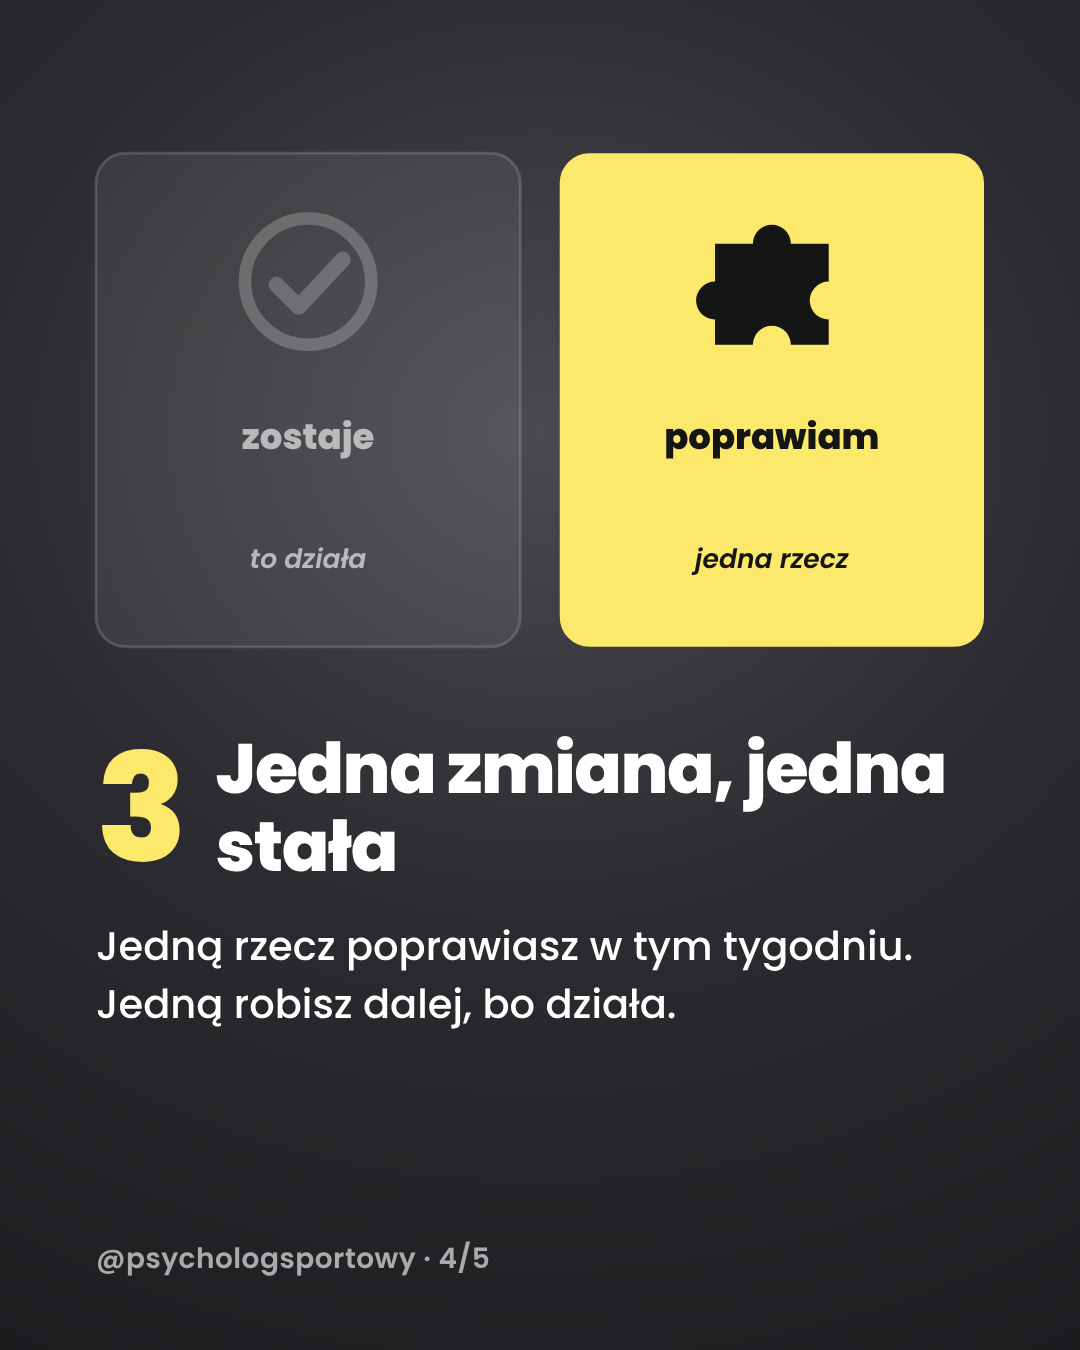 zostaje
to działa
poprawiam
jedna rzecz
3
Jedna zmiana, jedna
stała
Jedną rzecz poprawiasz w tym tygodniu.
Jedną robisz dalej, bo działa.
@psychologsportowy · 4/5